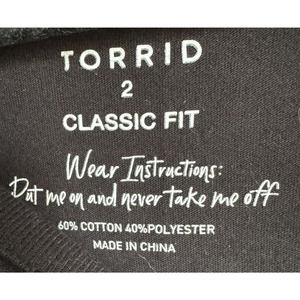 TORRID
2
CLASSIC FIT
Wear Instructions:
Put me on and never take me off
60% COTTON 40%POLYESTER
MADE IN CHINA